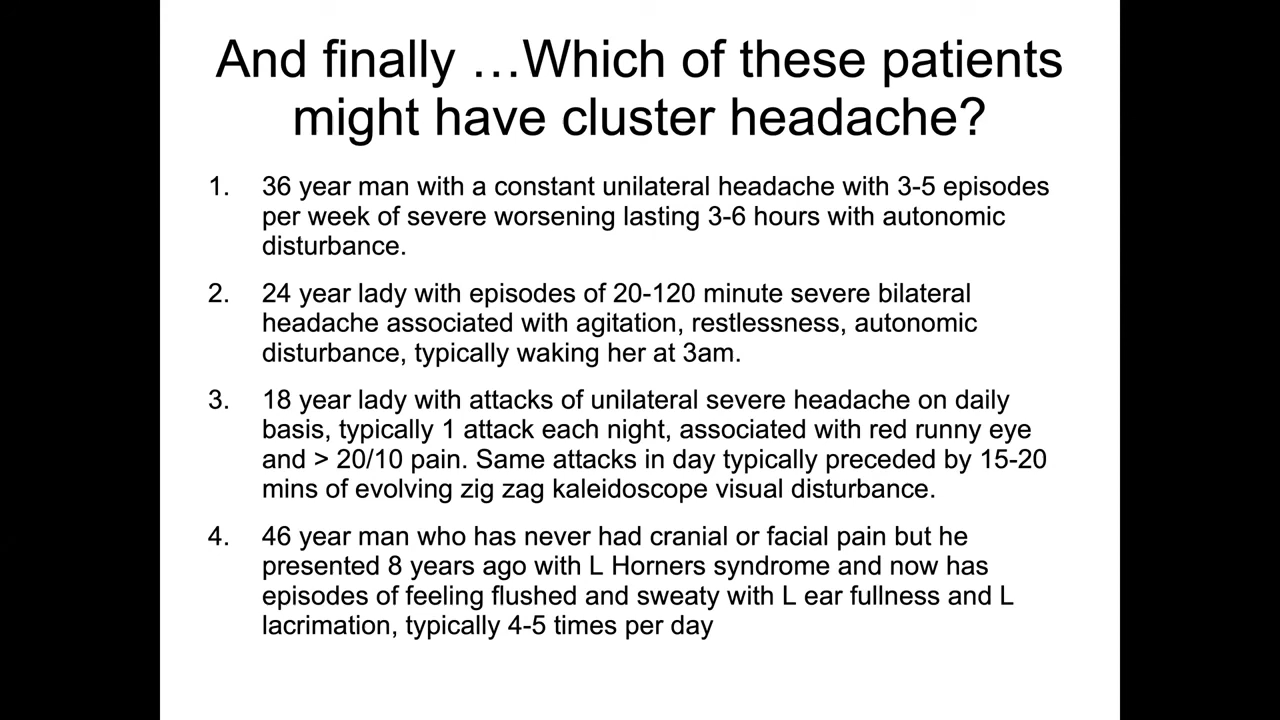 And finally …Which of these patients
might have cluster headache?
1. 36 year man with a constant unilateral headache with 3-5 episodes
per week of severe worsening lasting 3-6 hours with autonomic
disturbance.
2. 24 year lady with episodes of 20-120 minute severe bilateral
headache associated with agitation, restlessness, autonomic
disturbance, typically waking her at 3am.
3. 18 year lady with attacks of unilateral severe headache on daily
basis, typically 1 attack each night, associated with red runny eye
and > 20/10 pain. Same attacks in day typically preceded by 15-20
mins of evolving zig zag kaleidoscope visual disturbance.
4. 46 year man who has never had cranial or facial pain but he
presented 8 years ago with L Horners syndrome and now has
episodes of feeling flushed and sweaty with L ear fullness and L
lacrimation, typically 4-5 times per day